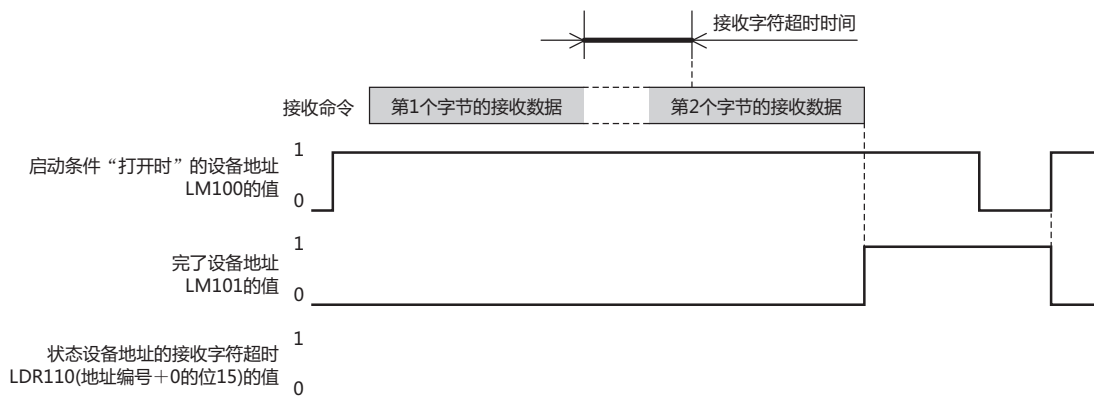 接收字符超时时间
接收命令 第1个字节的接收数据 第2个字节的接收数据
启动条件“打开时”的设备地址
LM100的值
1
0
完了设备地址
LM101的值
1
0
状态设备地址的接收字符超时
LDR110(地址编号＋0的位15)的值
1
0